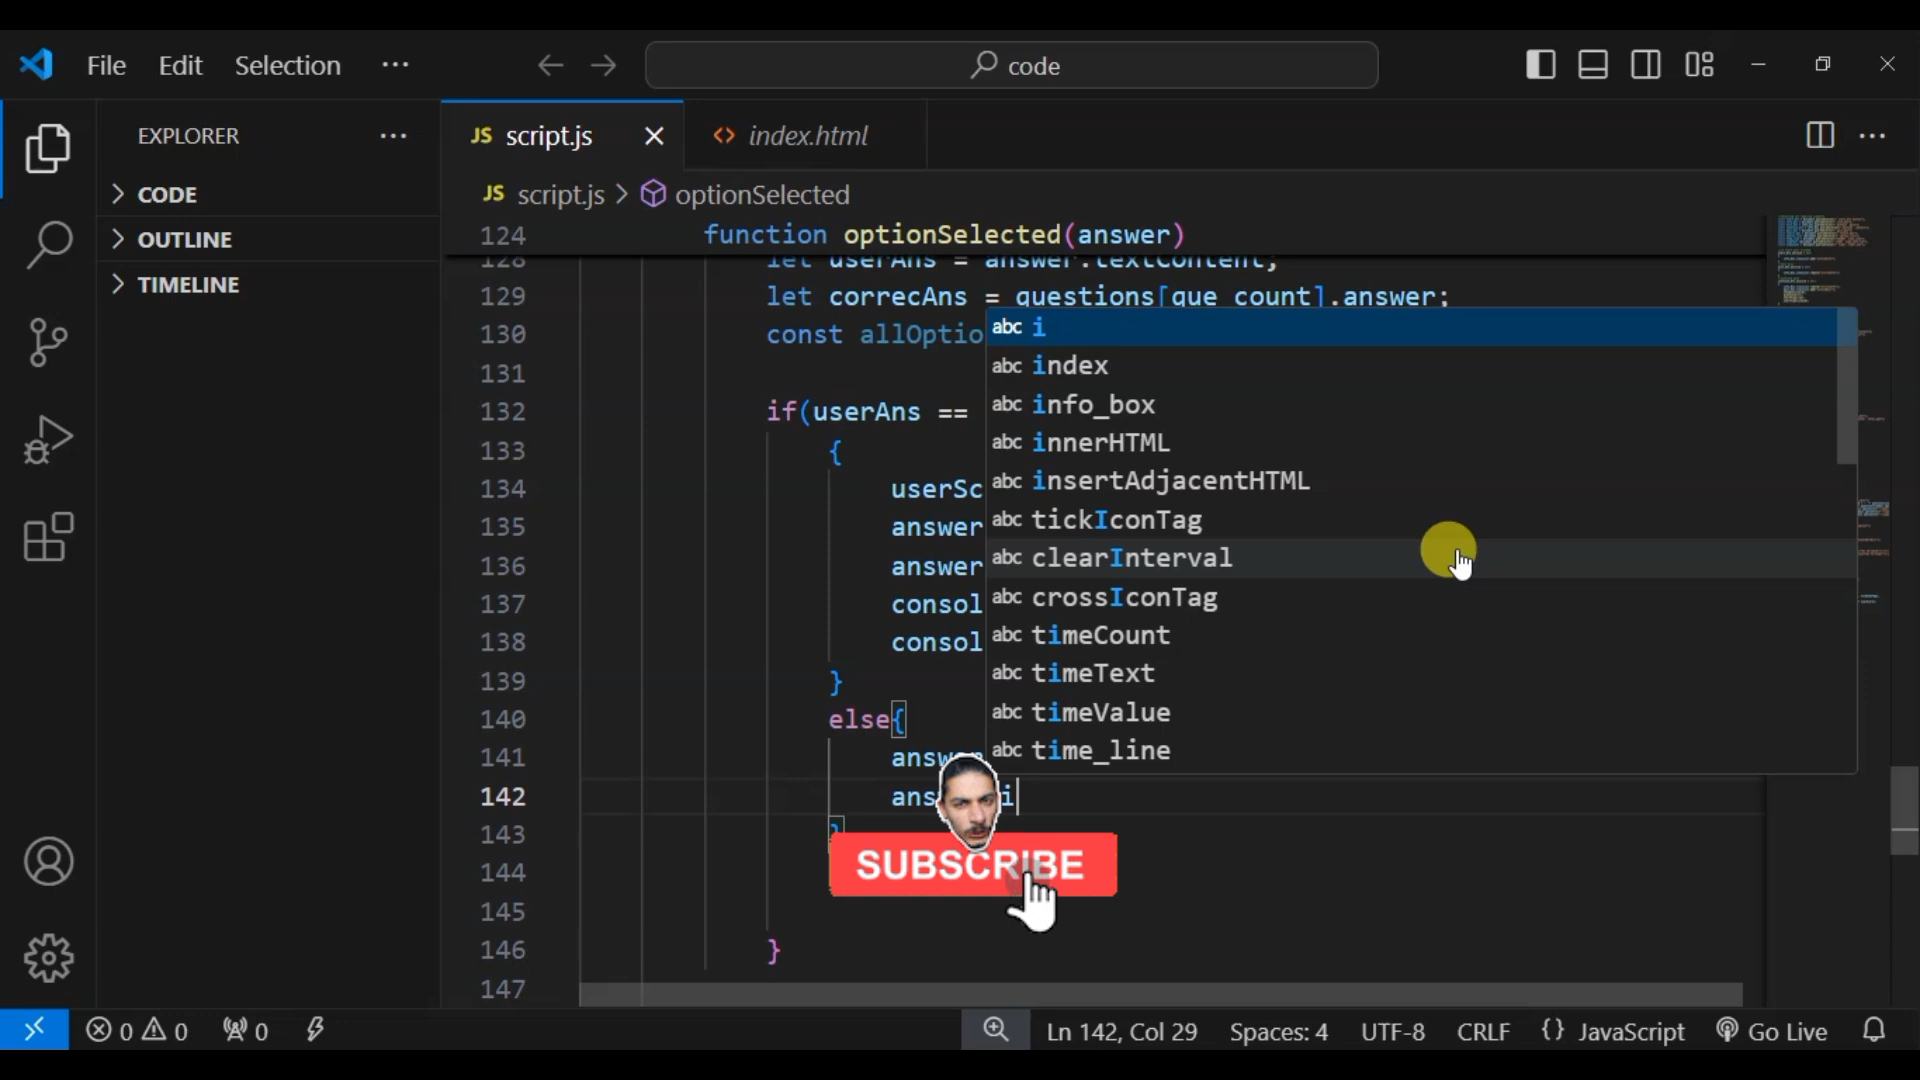 File Edit Selection ··· code
EXPLORER ···
JS script.js index.html
CODE
OUTLINE
TIMELINE
JS script.js > optionSelected
124 function optionSelected(answer)
128 let userAns = answer.textContent;
129 let correcAns = questions[que_count].answer;
130 const allOptio
131
132 if(userAns ==
133 {
134 userSc
135 answer
136 answer
137 consol
138 consol
139 }
140 else{
141 answer
142 i
143
144
145
146 }
147
abc i
abc index
abc info_box
abc innerHTML
abc insertAdjacentHTML
abc tickIconTag
abc clearInterval
abc crossIconTag
abc timeCount
abc timeText
abc timeValue
abc time_line
SUBSCRIBE
0 0 0 Ln 142, Col 29 Spaces: 4 UTF-8 CRLF {} JavaScript Go Live